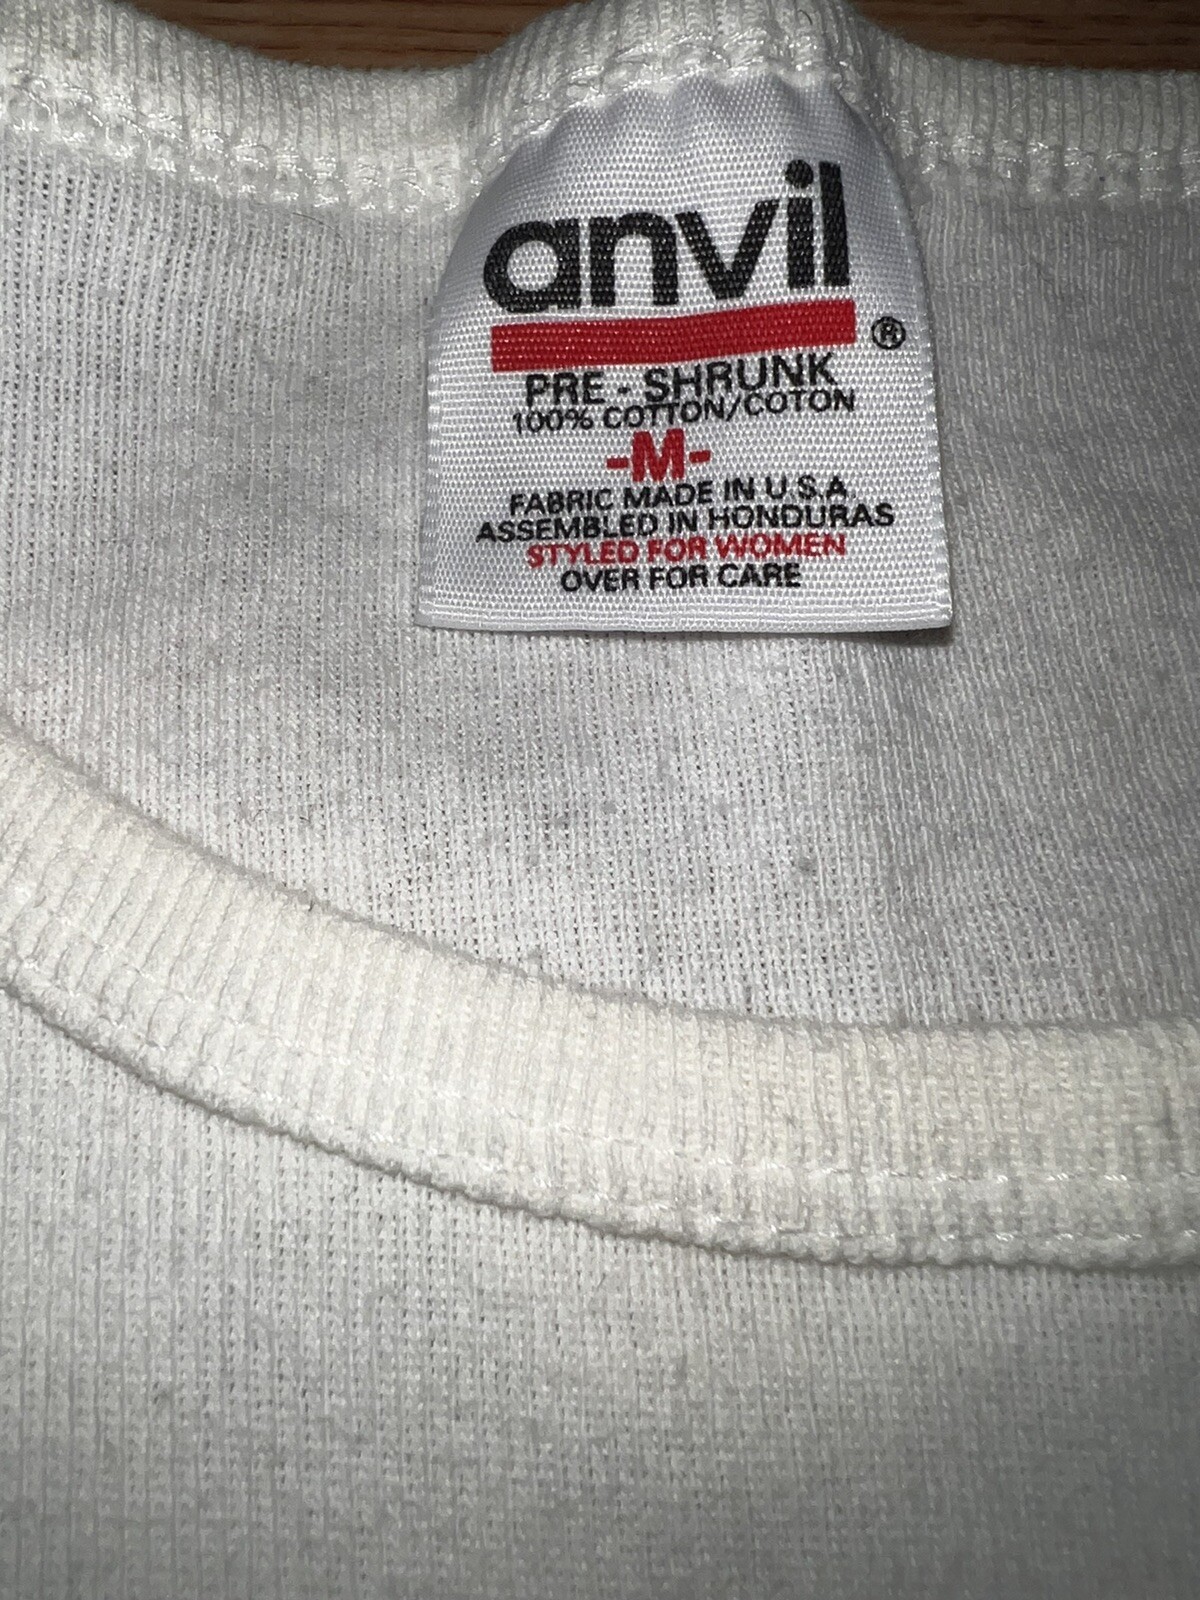 anvil
®
PRE - SHRUNK
100% COTTON/COTON
-M-
FABRIC MADE IN U.S.A.
ASSEMBLED IN HONDURAS
STYLED FOR WOMEN
OVER FOR CARE